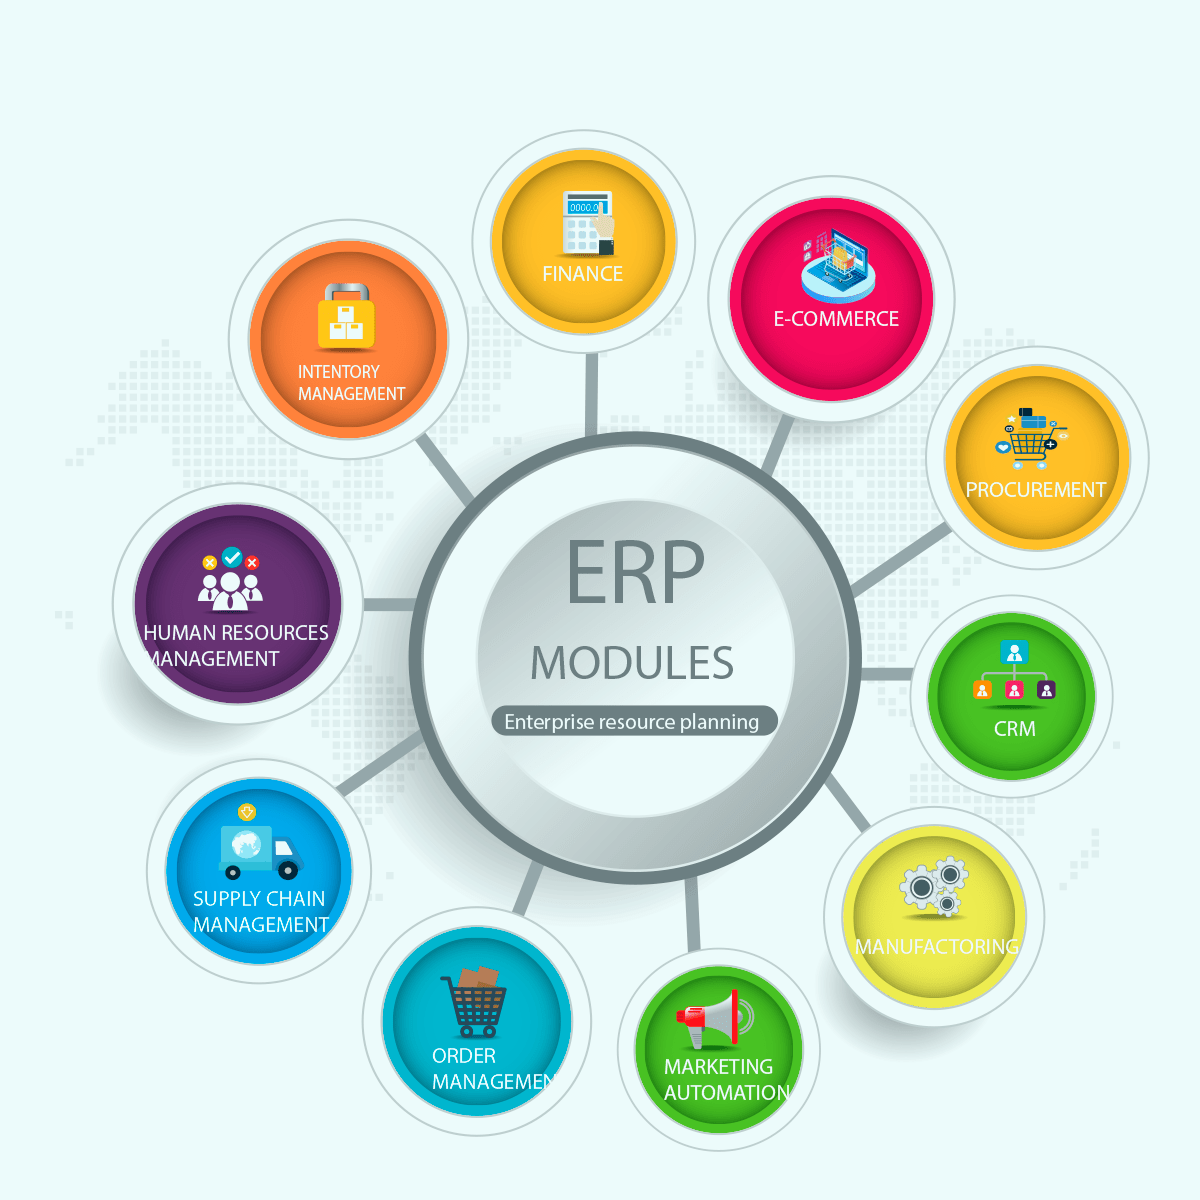 FINANCE
0000.0
E-COMMERCE
INTENTORY
MANAGEMENT
PROCUREMENT
ERP
MODULES
Enterprise resource planning
HUMAN RESOURCES
MANAGEMENT
CRM
SUPPLY CHAIN
MANAGEMENT
MANUFACTORING
ORDER
MANAGEMEN
MARKETING
AUTOMATION